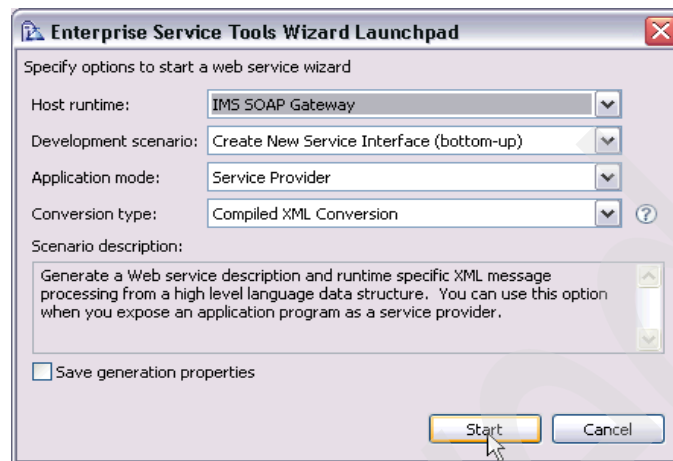 Enterprise Service Tools Wizard Launchpad
Specify options to start a web service wizard
Host runtime: IMS SOAP Gateway
Development scenario: Create New Service Interface (bottom-up)
Application mode: Service Provider
Conversion type: Compiled XML Conversion
Scenario description:
Generate a Web service description and runtime specific XML message
processing from a high level language data structure. You can use this option
when you expose an application program as a service provider.
Save generation properties
Start Cancel